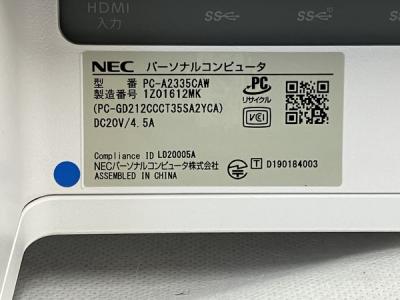 HDMI
入力
SS
SS
NEC パーソナルコンピュータ
型 番 PC-A2335CAW
製造番号 1Z01612MK
(PC-GD212CCCT35SA2YCA)
DC20V/4.5A
PC
リサイクル
VCCI
Compliance ID LD20005A
NECパーソナルコンピュータ株式会社
ASSEMBLED IN CHINA
T D190184003